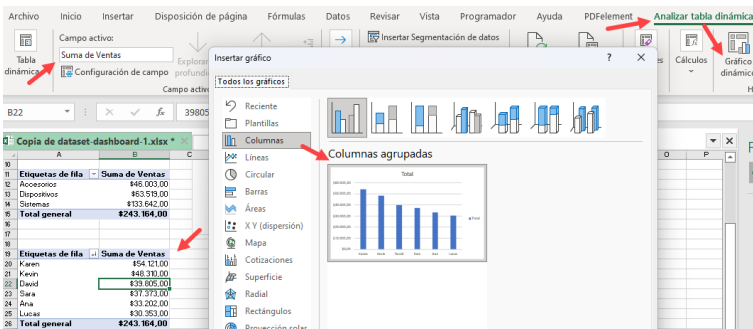 Archivo Inicio Insertar Disposición de página Fórmulas Datos Revisar Vista Programador Ayuda PDFelement Analizar tabla dinámica
Campo activo:
Suma de Ventas
Tabla dinámica
Configuración de campo
Explorar profundi
Campo activo
Insertar Segmentación de datos
Cálculos
Gráfico dinámico
B22
fx
39805
Copia de dataset-dashboard-1.xlsx *
A B C
10
11 Etiquetas de fila Suma de Ventas
12 Accesorios $46.003,00
13 Dispositivos $63.519,00
14 Sistemas $133.642,00
15 Total general $243.164,00
16
17
18
19 Etiquetas de fila Suma de Ventas
20 Karen $54.121,00
21 Kevin $48.310,00
22 David $39.805,00
23 Sara $37.373,00
24 Ana $33.202,00
25 Lucas $30.353,00
26 Total general $243.164,00
Insertar gráfico
? ×
Todos los gráficos
Reciente
Plantillas
Columnas
Líneas
Circular
Barras
Áreas
X Y (dispersión)
Mapa
Cotizaciones
Superficie
Radial
Rectángulos
Proyección solar
Columnas agrupadas
Total
Total
O P